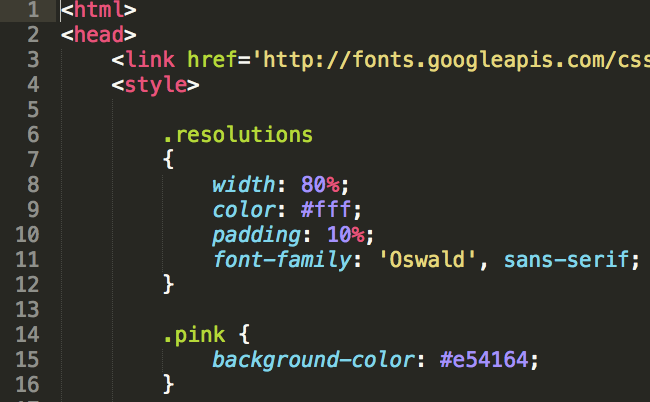 1 <html>
2 <head>
3     <link href='http://fonts.googleapis.com/css
4     <style>
5
6         .resolutions
7         {
8             width: 80%;
9             color: #fff;
10             padding: 10%;
11             font-family: 'Oswald', sans-serif;
12         }
13
14         .pink {
15             background-color: #e54164;
16         }